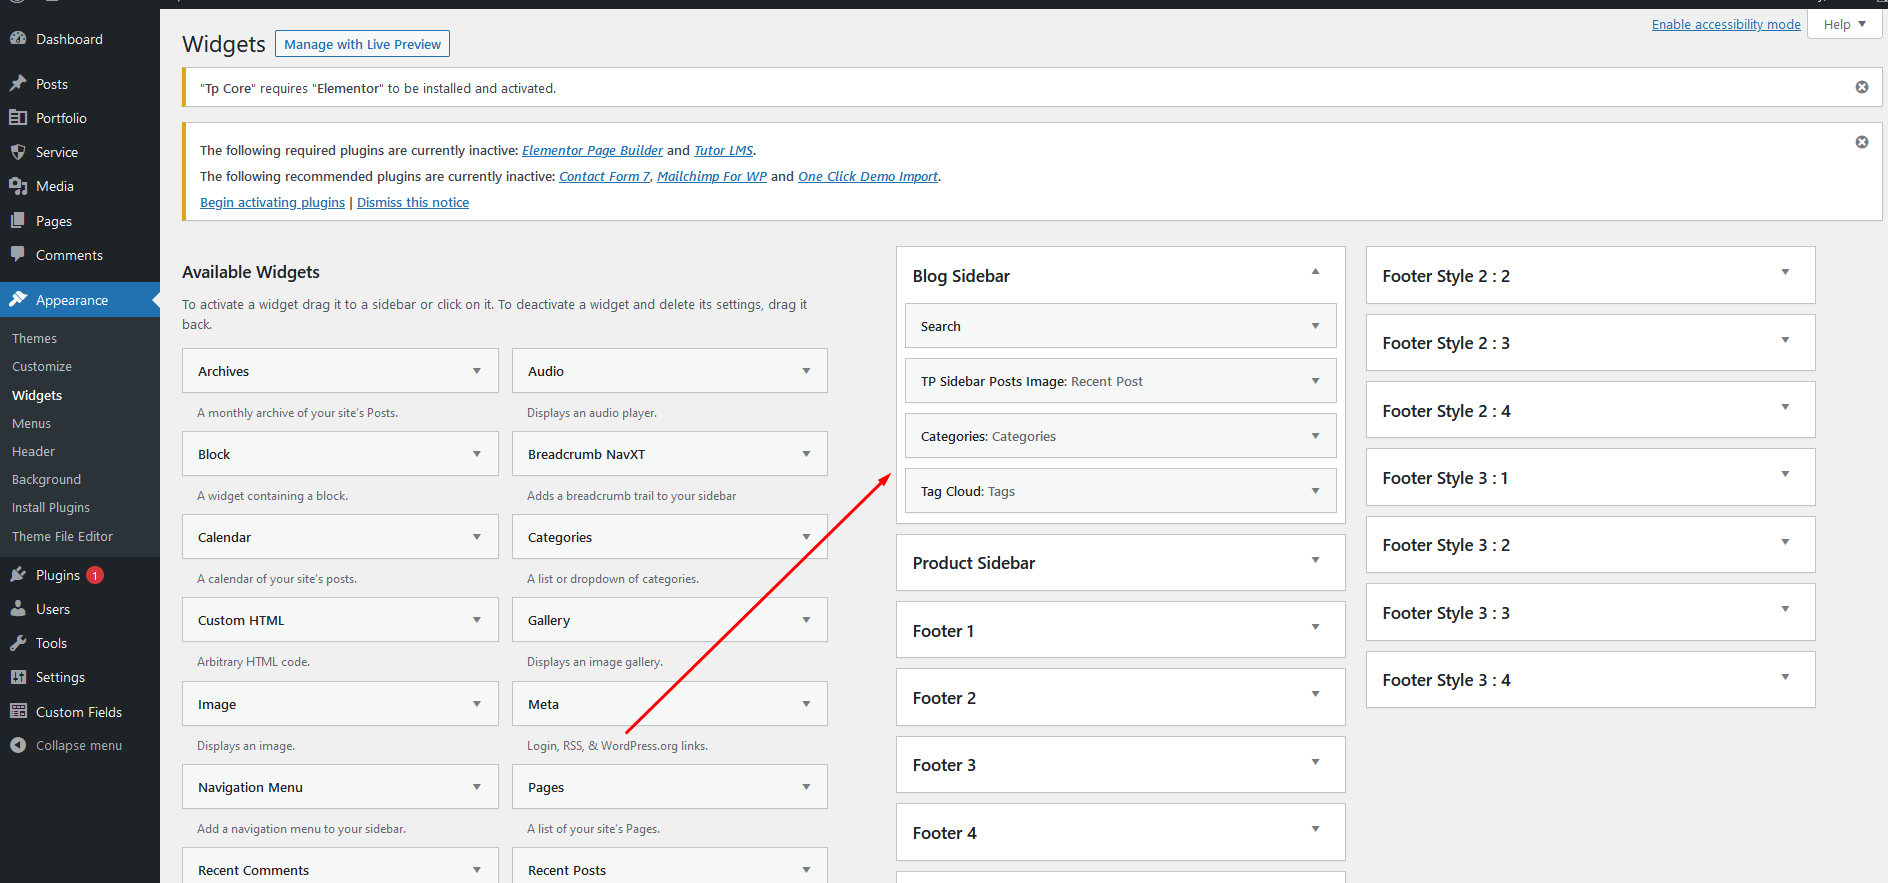 Dashboard
Posts
Portfolio
Service
Media
Pages
Comments
Appearance
Themes
Customize
Widgets
Menus
Header
Background
Install Plugins
Theme File Editor
Plugins 1
Users
Tools
Settings
Custom Fields
Collapse menu
Enable accessibility mode
Help
Widgets
Manage with Live Preview
"Tp Core" requires "Elementor" to be installed and activated.
The following required plugins are currently inactive: Elementor Page Builder and Tutor LMS.
The following recommended plugins are currently inactive: Contact Form 7, Mailchimp For WP and One Click Demo Import.
Begin activating plugins | Dismiss this notice
Available Widgets
To activate a widget drag it to a sidebar or click on it. To deactivate a widget and delete its settings, drag it
back.
Archives
A monthly archive of your site's Posts.
Audio
Displays an audio player.
Block
A widget containing a block.
Breadcrumb NavXT
Adds a breadcrumb trail to your sidebar
Calendar
A calendar of your site's posts.
Categories
A list or dropdown of categories.
Custom HTML
Arbitrary HTML code.
Gallery
Displays an image gallery.
Image
Displays an image.
Meta
Login, RSS, & WordPress.org links.
Navigation Menu
Add a navigation menu to your sidebar.
Pages
A list of your site's Pages.
Recent Comments
Recent Posts
Blog Sidebar
Search
TP Sidebar Posts Image: Recent Post
Categories: Categories
Tag Cloud: Tags
Product Sidebar
Footer 1
Footer 2
Footer 3
Footer 4
Footer Style 2 : 2
Footer Style 2 : 3
Footer Style 2 : 4
Footer Style 3 : 1
Footer Style 3 : 2
Footer Style 3 : 3
Footer Style 3 : 4